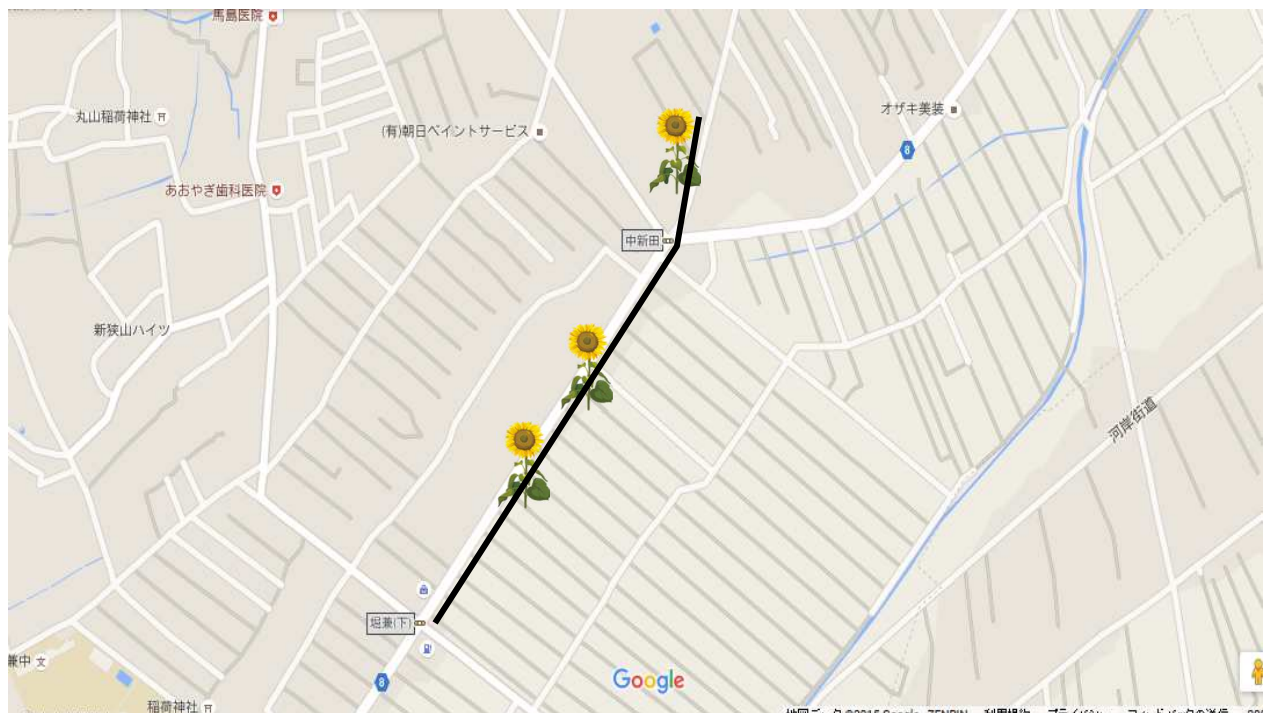 馬島医院
丸山稲荷神社
オザキ美装
(有)朝日ペイントサービス
8
あおやぎ歯科医院
中新田
新狭山ハイツ
河岸街道
堀兼(下)
兼中
Google
8
稲荷神社